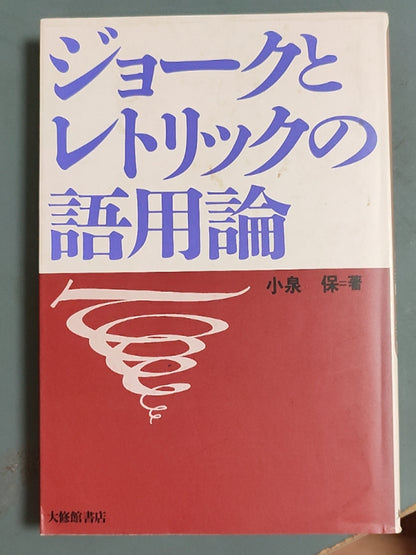 ジョークと
レトリックの
語用論
小泉　保=著
大修館書店